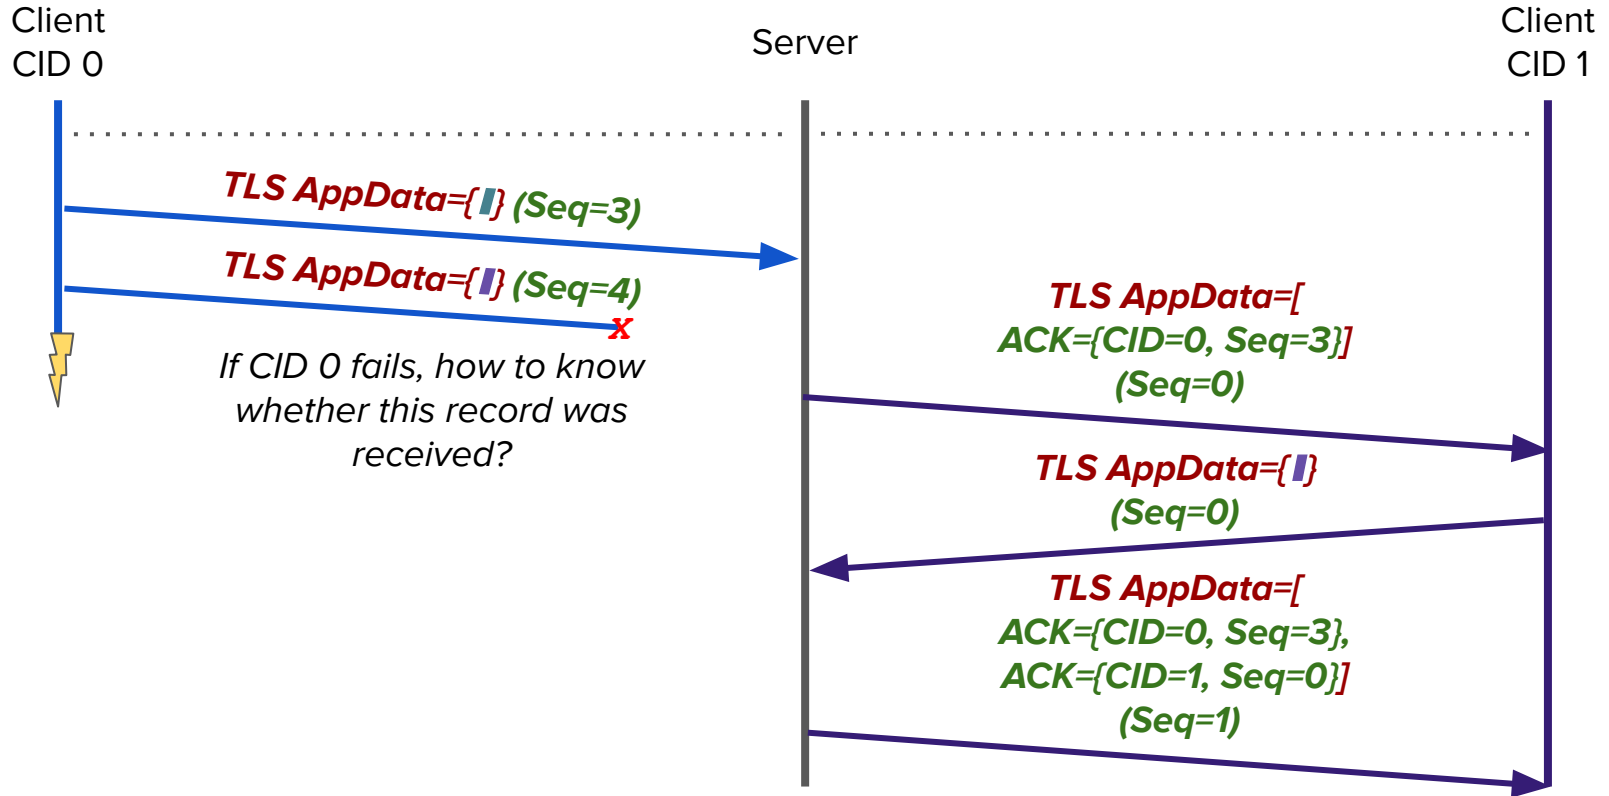 Client
CID 0
Server
Client
CID 1
TLS AppData={ } (Seq=3)
TLS AppData={ } (Seq=4)
x
If CID 0 fails, how to know
whether this record was
received?
TLS AppData=[
ACK={CID=0, Seq=3}]
(Seq=0)
TLS AppData={ }
(Seq=0)
TLS AppData=[
ACK={CID=0, Seq=3},
ACK={CID=1, Seq=0}]
(Seq=1)